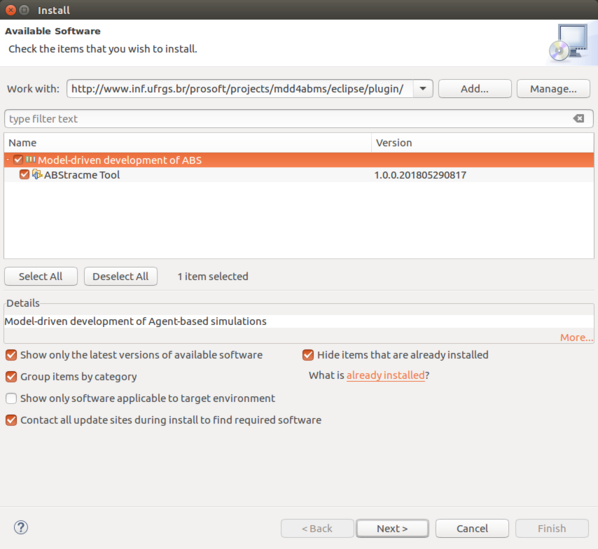 Install
Available Software
Check the items that you wish to install.
Work with: http://www.inf.ufrgs.br/prosoft/projects/mdd4abms/eclipse/plugin/ Add... Manage...
type filter text
Name Version
Model-driven development of ABS
ABStracme Tool 1.0.0.201805290817
Select All Deselect All 1 item selected
Details
Model-driven development of Agent-based simulations
More...
Show only the latest versions of available software Hide items that are already installed
Group items by category What is already installed?
Show only software applicable to target environment
Contact all update sites during install to find required software
? < Back Next > Cancel Finish